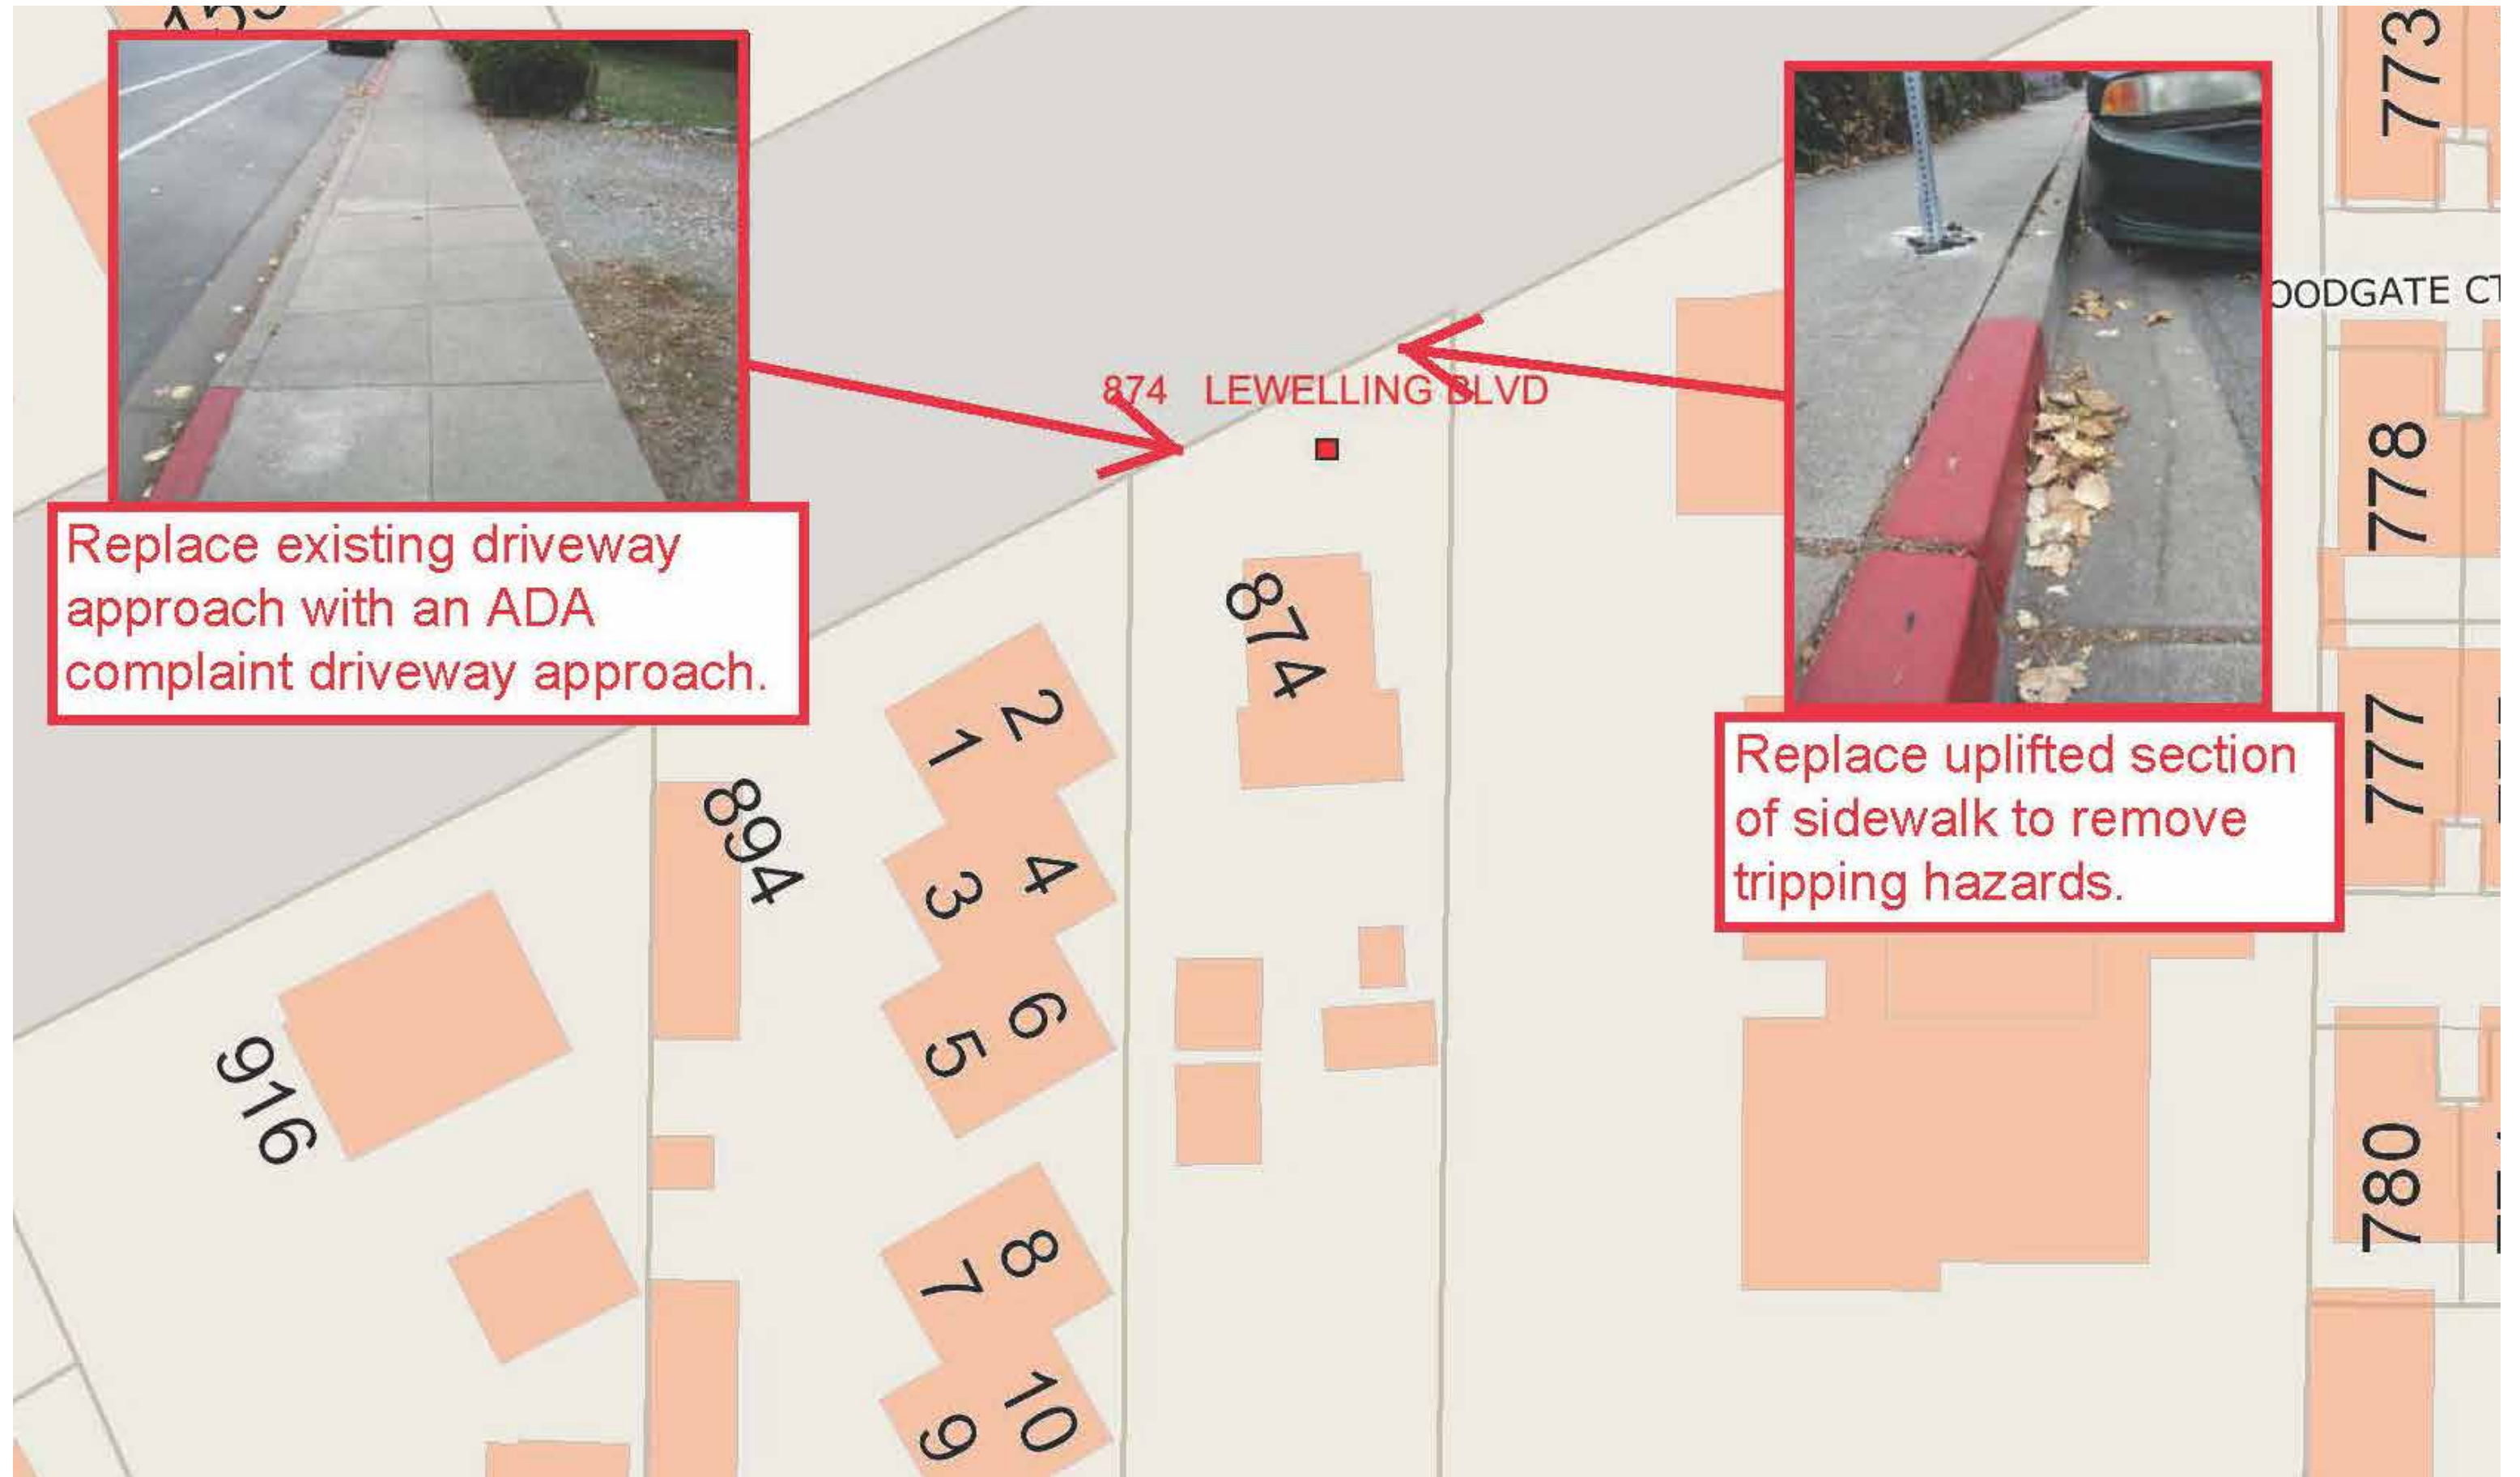 773
OODGATE CT
874 LEWELLING BLVD
Replace existing driveway
approach with an ADA
complaint driveway approach.
778
874
2
1
777
Replace uplifted section
of sidewalk to remove
tripping hazards.
894
4
3
6
5
916
780
8
7
10
9